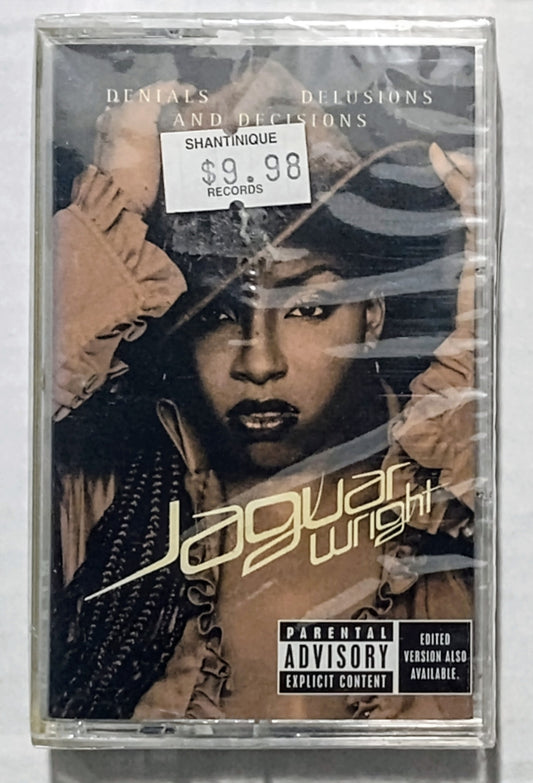 DENIALS DELUSIONS
AND DECISIONS
SHANTINIQUE
$9.98
RECORDS
Jaguar
wright
PARENTAL
ADVISORY
EXPLICIT CONTENT
EDITED
VERSION ALSO
AVAILABLE.